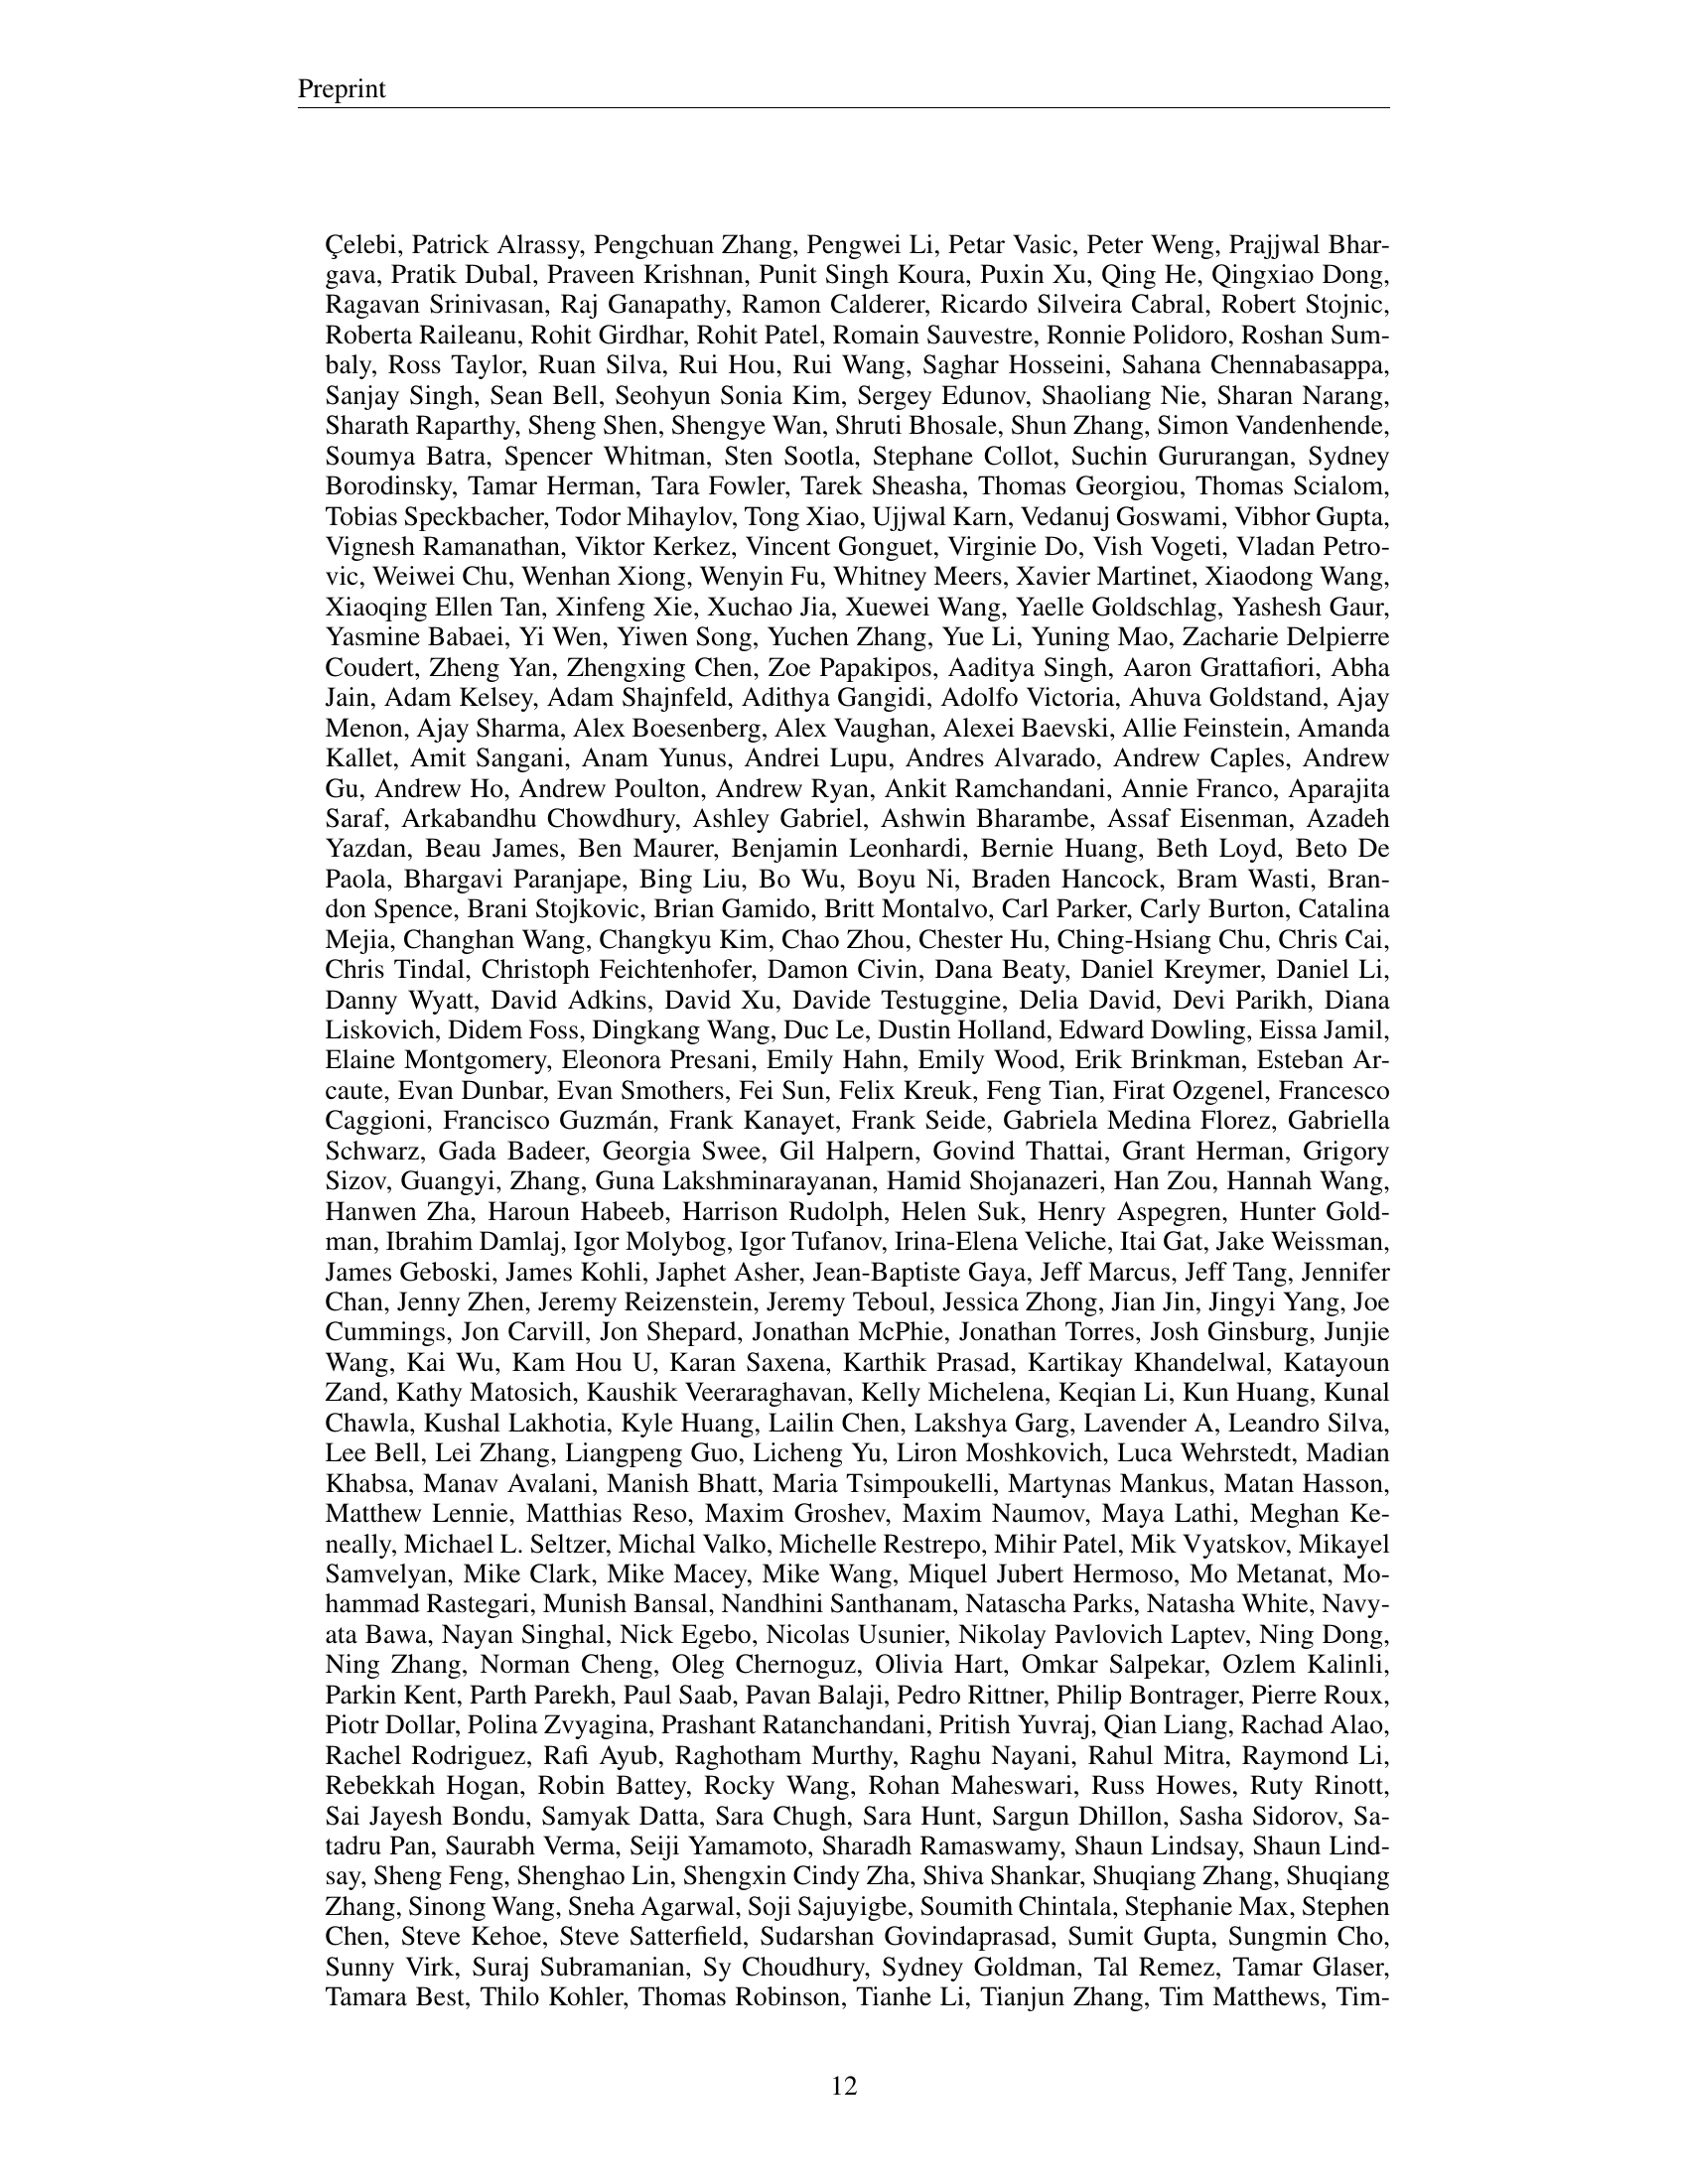 Preprint
Çelebi, Patrick Alrassy, Pengchuan Zhang, Pengwei Li, Petar Vasic, Peter Weng, Prajjwal Bhar-
gava, Pratik Dubal, Praveen Krishnan, Punit Singh Koura, Puxin Xu, Qing He, Qingxiao Dong,
Ragavan Srinivasan, Raj Ganapathy, Ramon Calderer, Ricardo Silveira Cabral, Robert Stojnic,
Roberta Raileanu, Rohit Girdhar, Rohit Patel, Romain Sauvestre, Ronnie Polidoro, Roshan Sum-
baly, Ross Taylor, Ruan Silva, Rui Hou, Rui Wang, Saghar Hosseini, Sahana Chennabasappa,
Sanjay Singh, Sean Bell, Seohyun Sonia Kim, Sergey Edunov, Shaoliang Nie, Sharan Narang,
Sharath Raparthy, Sheng Shen, Shengye Wan, Shruti Bhosale, Shun Zhang, Simon Vandenhende,
Soumya Batra, Spencer Whitman, Sten Sootla, Stephane Collot, Suchin Gururangan, Sydney
Borodinsky, Tamar Herman, Tara Fowler, Tarek Sheasha, Thomas Georgiou, Thomas Scialom,
Tobias Speckbacher, Todor Mihaylov, Tong Xiao, Ujjwal Karn, Vedanuj Goswami, Vibhor Gupta,
Vignesh Ramanathan, Viktor Kerkez, Vincent Gonguet, Virginie Do, Vish Vogeti, Vladan Petro-
vic, Weiwei Chu, Wenhan Xiong, Wenyin Fu, Whitney Meers, Xavier Martinet, Xiaodong Wang,
Xiaoqing Ellen Tan, Xinfeng Xie, Xuchao Jia, Xuewei Wang, Yaelle Goldschlag, Yashesh Gaur,
Yasmine Babaei, Yi Wen, Yiwen Song, Yuchen Zhang, Yue Li, Yuning Mao, Zacharie Delpierre
Coudert, Zheng Yan, Zhengxing Chen, Zoe Papakipos, Aaditya Singh, Aaron Grattafiori, Abha
Jain, Adam Kelsey, Adam Shajnfeld, Adithya Gangidi, Adolfo Victoria, Ahuva Goldstand, Ajay
Menon, Ajay Sharma, Alex Boesenberg, Alex Vaughan, Alexei Baevski, Allie Feinstein, Amanda
Kallet, Amit Sangani, Anam Yunus, Andrei Lupu, Andres Alvarado, Andrew Caples, Andrew
Gu, Andrew Ho, Andrew Poulton, Andrew Ryan, Ankit Ramchandani, Annie Franco, Aparajita
Saraf, Arkabandhu Chowdhury, Ashley Gabriel, Ashwin Bharambe, Assaf Eisenman, Azadeh
Yazdan, Beau James, Ben Maurer, Benjamin Leonhardi, Bernie Huang, Beth Loyd, Beto De
Paola, Bhargavi Paranjape, Bing Liu, Bo Wu, Boyu Ni, Braden Hancock, Bram Wasti, Bran-
don Spence, Brani Stojkovic, Brian Gamido, Britt Montalvo, Carl Parker, Carly Burton, Catalina
Mejia, Changhan Wang, Changkyu Kim, Chao Zhou, Chester Hu, Ching-Hsiang Chu, Chris Cai,
Chris Tindal, Christoph Feichtenhofer, Damon Civin, Dana Beaty, Daniel Kreymer, Daniel Li,
Danny Wyatt, David Adkins, David Xu, Davide Testuggine, Delia David, Devi Parikh, Diana
Liskovich, Didem Foss, Dingkang Wang, Duc Le, Dustin Holland, Edward Dowling, Eissa Jamil,
Elaine Montgomery, Eleonora Presani, Emily Hahn, Emily Wood, Erik Brinkman, Esteban Ar-
caute, Evan Dunbar, Evan Smothers, Fei Sun, Felix Kreuk, Feng Tian, Firat Ozgenel, Francesco
Caggioni, Francisco Guzmán, Frank Kanayet, Frank Seide, Gabriela Medina Florez, Gabriella
Schwarz, Gada Badeer, Georgia Swee, Gil Halpern, Govind Thattai, Grant Herman, Grigory
Sizov, Guangyi, Zhang, Guna Lakshminarayanan, Hamid Shojanazeri, Han Zou, Hannah Wang,
Hanwen Zha, Haroun Habeeb, Harrison Rudolph, Helen Suk, Henry Aspegren, Hunter Gold-
man, Ibrahim Damlaj, Igor Molybog, Igor Tufanov, Irina-Elena Veliche, Itai Gat, Jake Weissman,
James Geboski, James Kohli, Japhet Asher, Jean-Baptiste Gaya, Jeff Marcus, Jeff Tang, Jennifer
Chan, Jenny Zhen, Jeremy Reizenstein, Jeremy Teboul, Jessica Zhong, Jian Jin, Jingyi Yang, Joe
Cummings, Jon Carvill, Jon Shepard, Jonathan McPhie, Jonathan Torres, Josh Ginsburg, Junjie
Wang, Kai Wu, Kam Hou U, Karan Saxena, Karthik Prasad, Kartikay Khandelwal, Katayoun
Zand, Kathy Matosich, Kaushik Veeraraghavan, Kelly Michelena, Keqian Li, Kun Huang, Kunal
Chawla, Kushal Lakhotia, Kyle Huang, Lailin Chen, Lakshya Garg, Lavender A, Leandro Silva,
Lee Bell, Lei Zhang, Liangpeng Guo, Licheng Yu, Liron Moshkovich, Luca Wehrstedt, Madian
Khabsa, Manav Avalani, Manish Bhatt, Maria Tsimpoukelli, Martynas Mankus, Matan Hasson,
Matthew Lennie, Matthias Reso, Maxim Groshev, Maxim Naumov, Maya Lathi, Meghan Ke-
neally, Michael L. Seltzer, Michal Valko, Michelle Restrepo, Mihir Patel, Mik Vyatskov, Mikayel
Samvelyan, Mike Clark, Mike Macey, Mike Wang, Miquel Jubert Hermoso, Mo Metanat, Mo-
hammad Rastegari, Munish Bansal, Nandhini Santhanam, Natascha Parks, Natasha White, Navy-
ata Bawa, Nayan Singhal, Nick Egebo, Nicolas Usunier, Nikolay Pavlovich Laptev, Ning Dong,
Ning Zhang, Norman Cheng, Oleg Chernoguz, Olivia Hart, Omkar Salpekar, Ozlem Kalinli,
Parkin Kent, Parth Parekh, Paul Saab, Pavan Balaji, Pedro Rittner, Philip Bontrager, Pierre Roux,
Piotr Dollar, Polina Zvyagina, Prashant Ratanchandani, Pritish Yuvraj, Qian Liang, Rachad Alao,
Rachel Rodriguez, Rafi Ayub, Raghotham Murthy, Raghu Nayani, Rahul Mitra, Raymond Li,
Rebekkah Hogan, Robin Battey, Rocky Wang, Rohan Maheswari, Russ Howes, Ruty Rinott,
Sai Jayesh Bondu, Samyak Datta, Sara Chugh, Sara Hunt, Sargun Dhillon, Sasha Sidorov, Sa-
tadru Pan, Saurabh Verma, Seiji Yamamoto, Sharadh Ramaswamy, Shaun Lindsay, Shaun Lind-
say, Sheng Feng, Shenghao Lin, Shengxin Cindy Zha, Shiva Shankar, Shuqiang Zhang, Shuqiang
Zhang, Sinong Wang, Sneha Agarwal, Soji Sajuyigbe, Soumith Chintala, Stephanie Max, Stephen
Chen, Steve Kehoe, Steve Satterfield, Sudarshan Govindaprasad, Sumit Gupta, Sungmin Cho,
Sunny Virk, Suraj Subramanian, Sy Choudhury, Sydney Goldman, Tal Remez, Tamar Glaser,
Tamara Best, Thilo Kohler, Thomas Robinson, Tianhe Li, Tianjun Zhang, Tim Matthews, Tim-
12